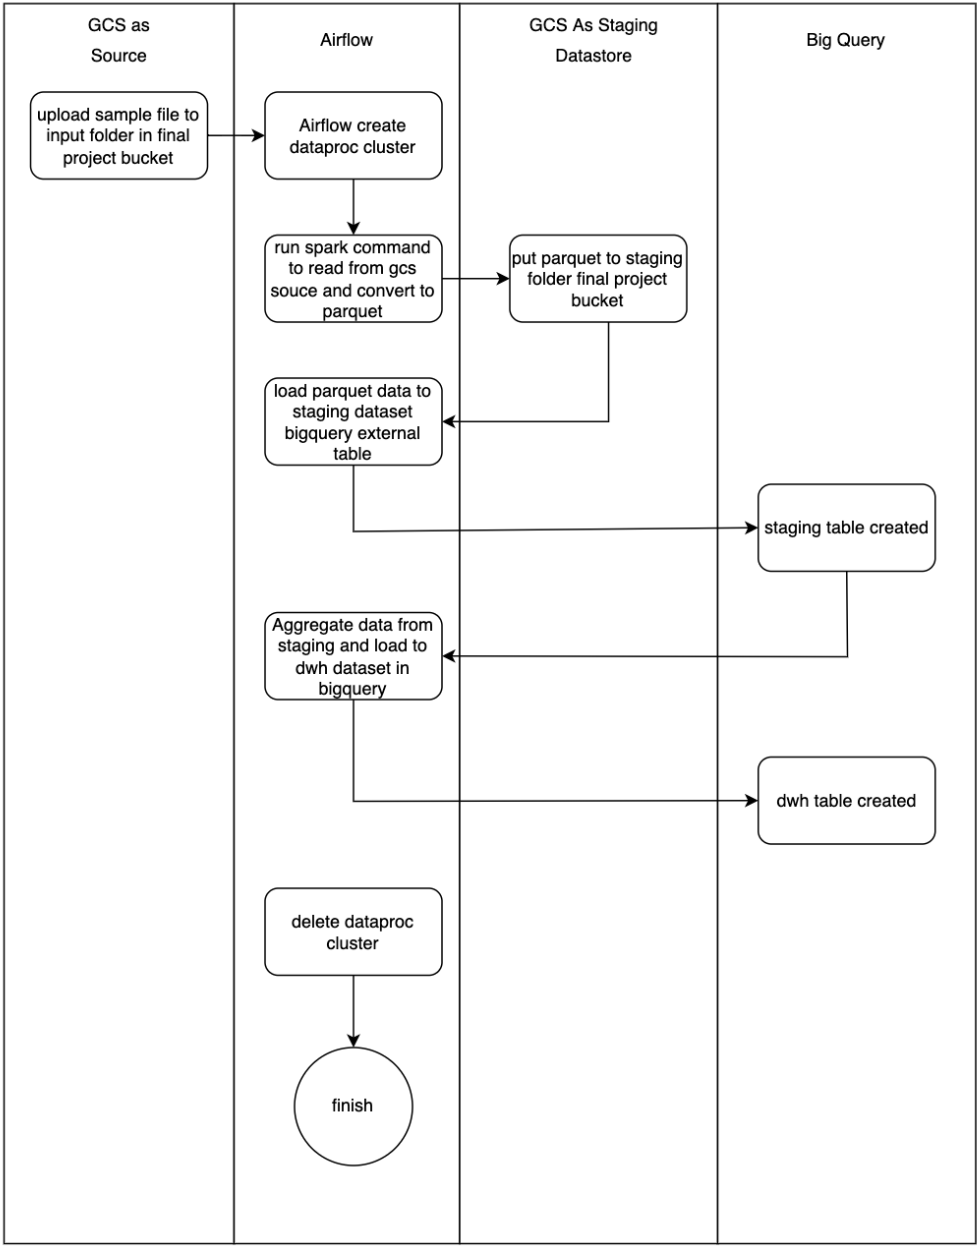 GCS as
Source
Airflow
GCS As Staging
Datastore
Big Query
upload sample file to
input folder in final
project bucket
Airflow create
dataproc cluster
run spark command
to read from gcs
souce and convert to
parquet
put parquet to staging
folder final project
bucket
load parquet data to
staging dataset
bigquery external
table
staging table created
Aggregate data from
staging and load to
dwh dataset in
bigquery
dwh table created
delete dataproc
cluster
finish